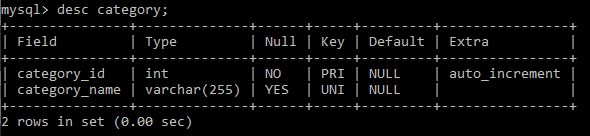 mysql> desc category;
+---------------+--------------+------+-----+---------+----------------+
| Field         | Type         | Null | Key | Default | Extra          |
+---------------+--------------+------+-----+---------+----------------+
| category_id   | int          | NO   | PRI | NULL    | auto_increment |
| category_name | varchar(255) | YES  | UNI | NULL    |                |
+---------------+--------------+------+-----+---------+----------------+
2 rows in set (0.00 sec)